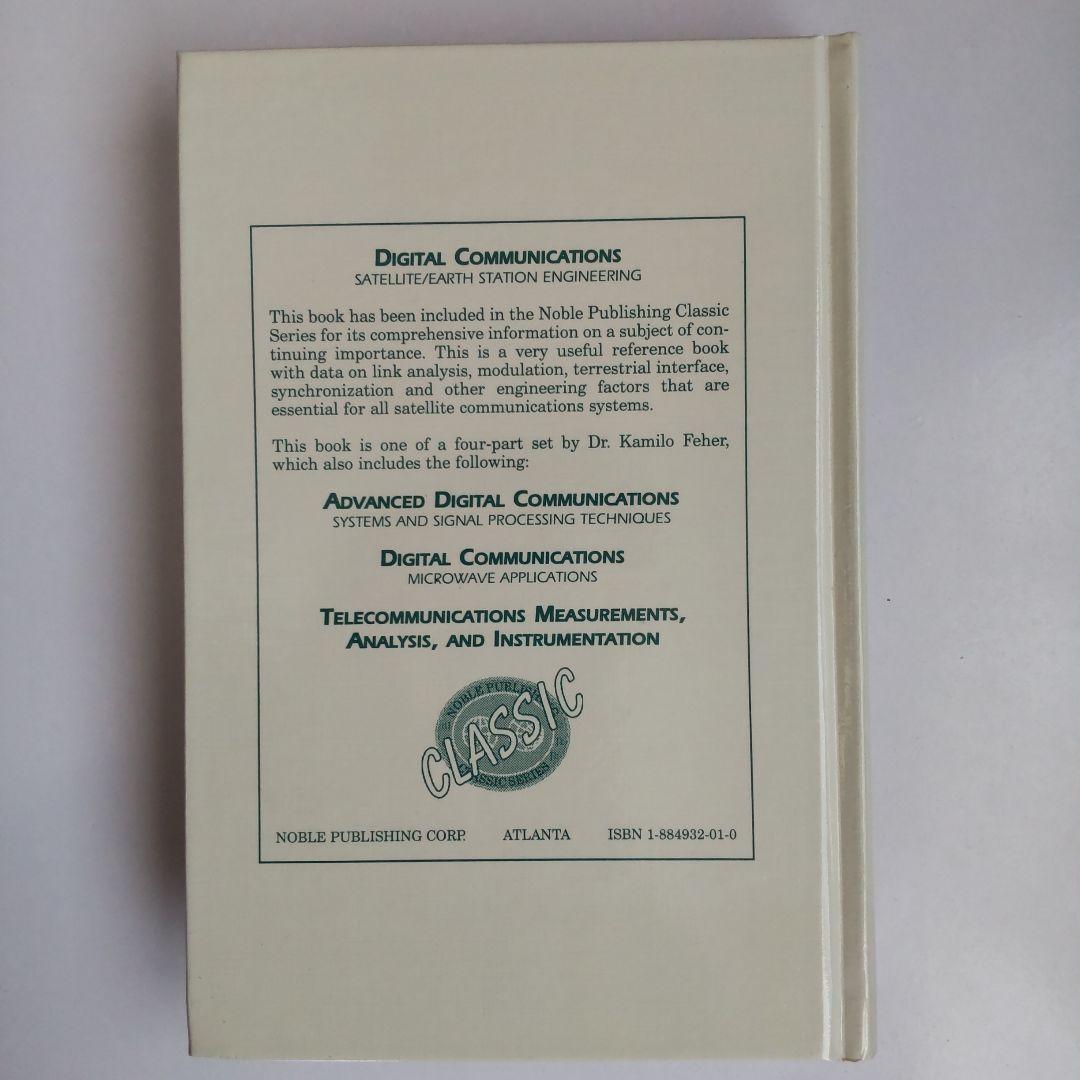 DIGITAL COMMUNICATIONS
SATELLITE/EARTH STATION ENGINEERING
This book has been included in the Noble Publishing Classic
Series for its comprehensive information on a subject of con-
tinuing importance. This is a very useful reference book
with data on link analysis, modulation, terrestrial interface,
synchronization and other engineering factors that are
essential for all satellite communications systems.
This book is one of a four-part set by Dr. Kamilo Feher,
which also includes the following:
ADVANCED DIGITAL COMMUNICATIONS
SYSTEMS AND SIGNAL PROCESSING TECHNIQUES
DIGITAL COMMUNICATIONS
MICROWAVE APPLICATIONS
TELECOMMUNICATIONS MEASUREMENTS,
ANALYSIS, AND INSTRUMENTATION
NOBLE
CLASSIC
SERIES
NOBLE PUBLISHING CORP. ATLANTA ISBN 1-884932-01-0